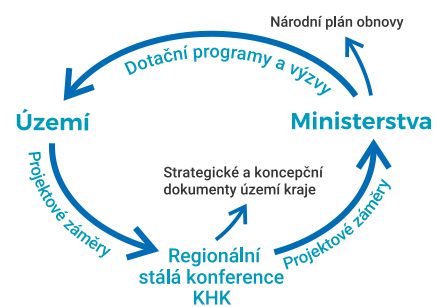 Národní plán obnovy
Dotační programy a výzvy
Území
Ministerstva
Projektové záměry
Strategické a koncepční
dokumenty území kraje
Projektové záměry
Regionální
stálá konference
KHK